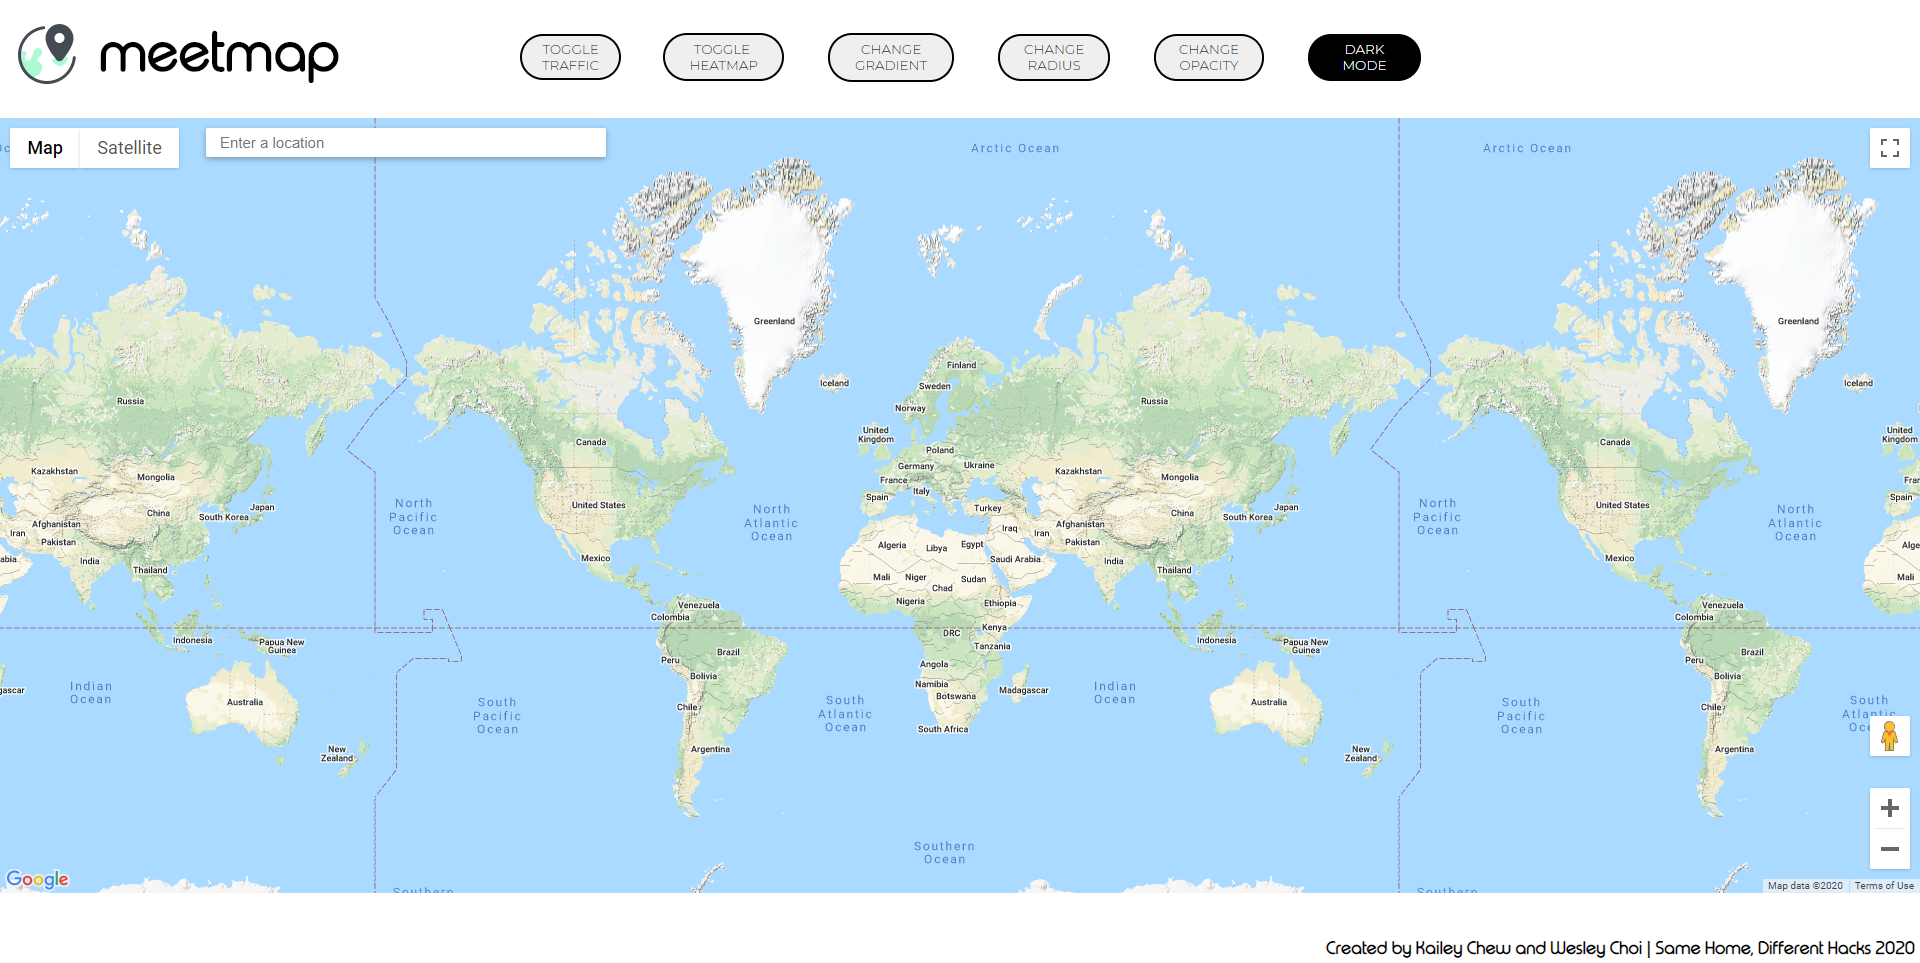 meetmap
TOGGLE
TRAFFIC
TOGGLE
HEATMAP
CHANGE
GRADIENT
CHANGE
RADIUS
CHANGE
OPACITY
DARK
MODE
Map
Satellite
Enter a location
Arctic Ocean
Arctic Ocean
Greenland
Greenland
Finland
Iceland
Iceland
Sweden
Russia
Russia
Norway
United
Kingdom
United
Kingdom
Canada
Canada
Poland
Germany
Ukraine
Kazakhstan
Kazakhstan
Mongolia
Mongolia
France
Italy
Spain
Spain
United States
United States
North
Pacific
Ocean
North
Pacific
Ocean
North
Atlantic
Ocean
North
Atlantic
Ocean
Turkey
China
China
Japan
Japan
South Korea
South Korea
Afghanistan
Afghanistan
Iraq
Iran
Iran
Pakistan
Pakistan
Algeria
Libya
Egypt
Saudi Arabia
India
India
Mexico
Mexico
Thailand
Thailand
Mali
Mali
Niger
Chad
Sudan
Nigeria
Ethiopia
Venezuela
Venezuela
Colombia
Colombia
Kenya
DRC
Indonesia
Indonesia
Papua New
Guinea
Papua New
Guinea
Tanzania
Brazil
Brazil
Peru
Peru
Angola
Bolivia
Bolivia
Namibia
Botswana
Madagascar
gascar
Indian
Ocean
Indian
Ocean
Australia
Australia
South
Pacific
Ocean
South
Pacific
Ocean
South
Atlantic
Ocean
South
Atlantic
Chile
Chile
South Africa
New
Zealand
New
Zealand
Argentina
Argentina
Southern
Ocean
Southern
Southern
Google
Map data ©2020
Terms of Use
Created by Kailey Chew and Wesley Choi | Same Home, Different Hacks 2020